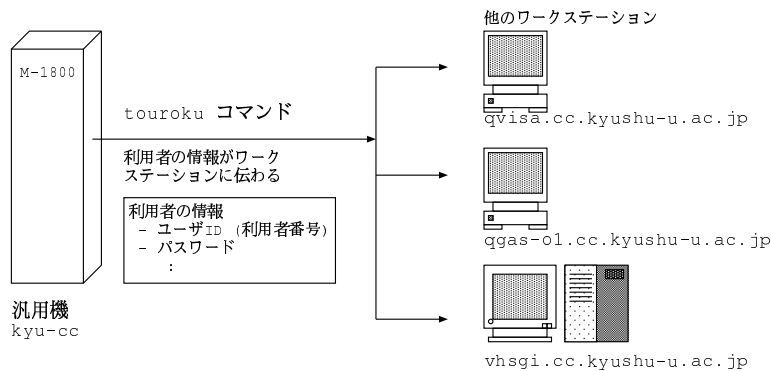 他のワークステーション
M-1800
qvisa.cc.kyushu-u.ac.jp
touroku コマンド
利用者の情報がワーク
ステーションに伝わる
利用者の情報
- ユーザID (利用者番号)
- パスワード
:
qgas-o1.cc.kyushu-u.ac.jp
汎用機
kyu-cc
vhsgi.cc.kyushu-u.ac.jp